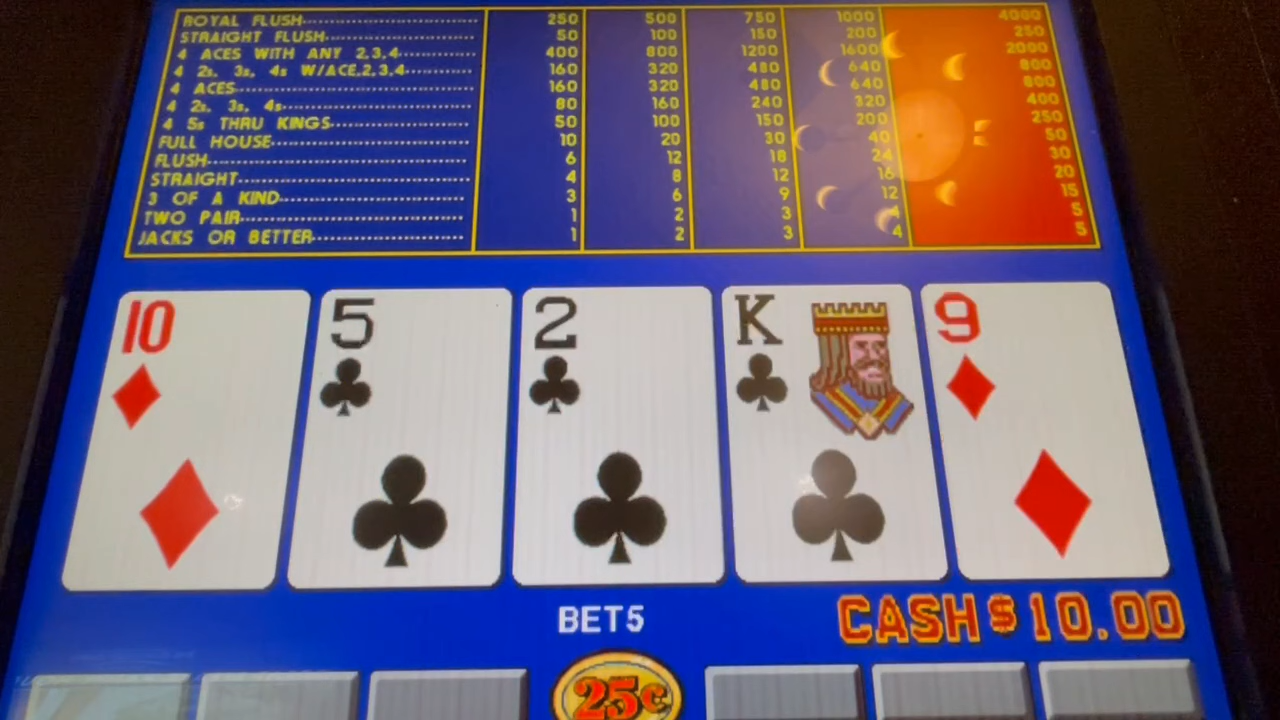 ROYAL FLUSH 250 500 750 1000 4000
STRAIGHT FLUSH 50 100 150 200 250
4 ACES WITH ANY 2,3,4 400 800 1200 1600 2000
4 2s, 3s, 4s W/ACE,2,3,4 160 320 480 640 800
4 ACES 160 320 480 640 800
4 2s, 3s, 4s 80 160 240 320 400
4 5s THRU KINGS 50 100 150 200 250
FULL HOUSE 10 20 30 40 50
FLUSH 6 12 18 24 30
STRAIGHT 4 8 12 16 20
3 OF A KIND 3 6 9 12 15
TWO PAIR 1 2 3 4 5
JACKS OR BETTER 1 2 3 4 5
10 5 2 K 9
BET5
CASH $10.00
25¢